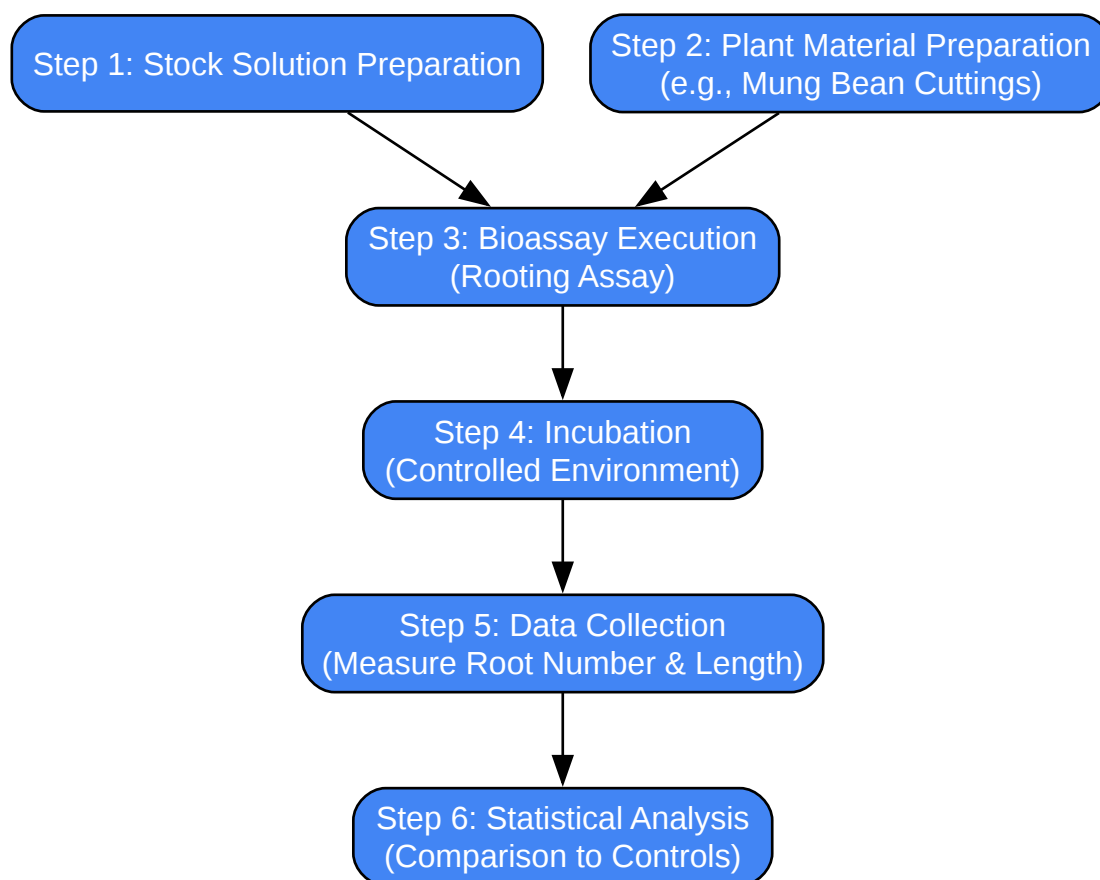 Step 1: Stock Solution Preparation
Step 2: Plant Material Preparation
(e.g., Mung Bean Cuttings)
Step 3: Bioassay Execution
(Rooting Assay)
Step 4: Incubation
(Controlled Environment)
Step 5: Data Collection
(Measure Root Number & Length)
Step 6: Statistical Analysis
(Comparison to Controls)